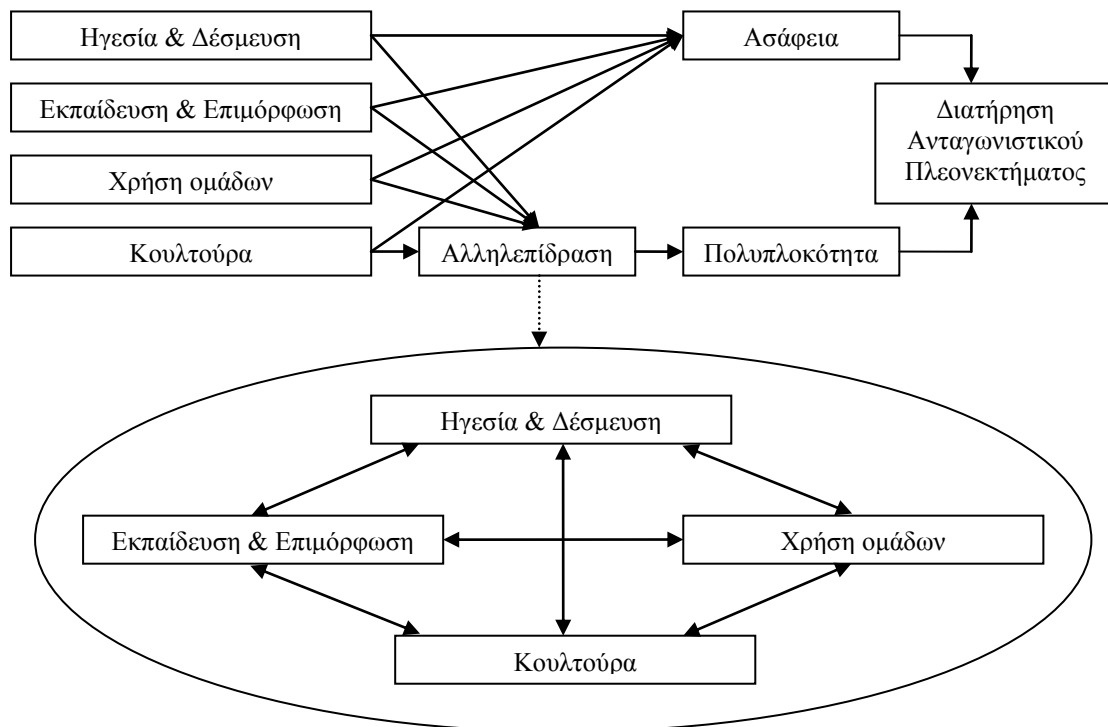 Ηγεσία & Δέσμευση
Ασάφεια
Εκπαίδευση & Επιμόρφωση
Διατήρηση
Ανταγωνιστικού
Πλεονεκτήματος
Χρήση ομάδων
Κουλτούρα
Αλληλεπίδραση
Πολυπλοκότητα
Ηγεσία & Δέσμευση
Εκπαίδευση & Επιμόρφωση
Χρήση ομάδων
Κουλτούρα